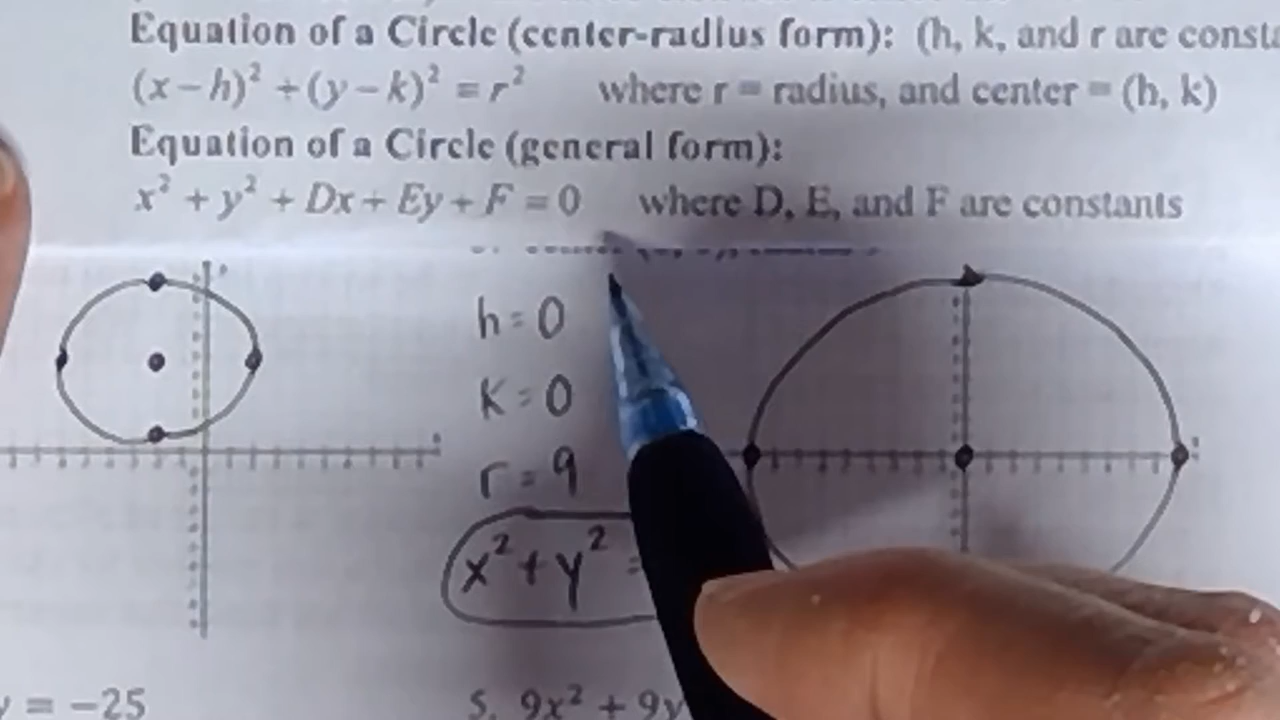 Equation of a Circle (center-radius form): (h, k, and r are const
(x – h)² + (y – k)² = r² where r = radius, and center = (h, k)
Equation of a Circle (general form):
x² + y² + Dx + Ey + F = 0 where D, E, and F are constants
h = 0
k = 0
r = 9
x² + y² =
y = -25
5. 9x² + 9y